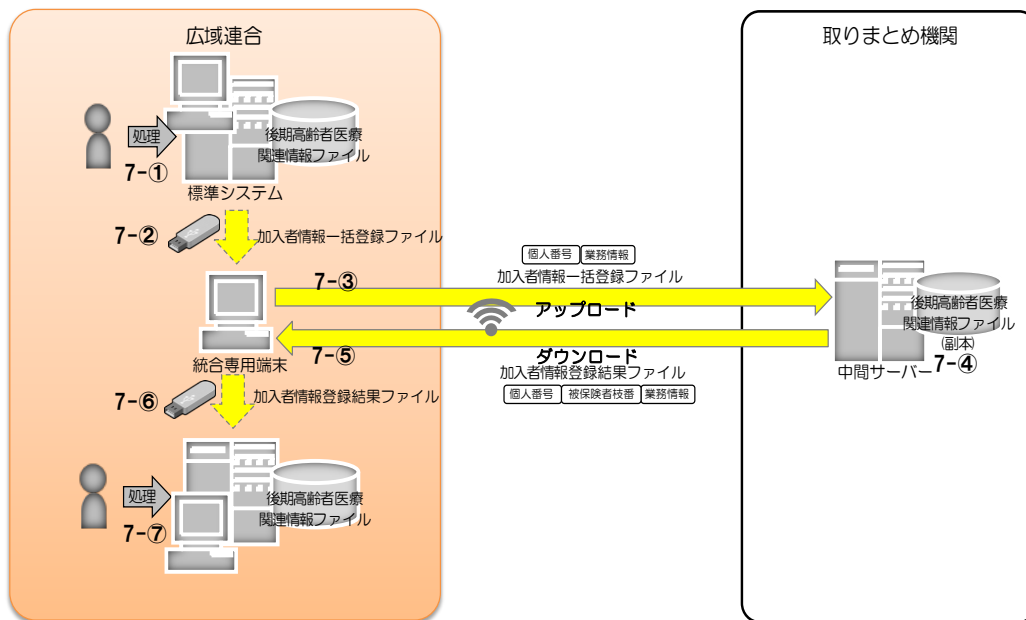 広域連合
処理
7-①
後期高齢者医療
関連情報ファイル
標準システム
7-②
加入者情報一括登録ファイル
7-③
個人番号
業務情報
加入者情報一括登録ファイル
アップロード
統合専用端末
7-⑤
ダウンロード
加入者情報登録結果ファイル
個人番号
被保険者枝番
業務情報
7-⑥
加入者情報登録結果ファイル
処理
7-⑦
後期高齢者医療
関連情報ファイル
取りまとめ機関
後期高齢者医療
関連情報ファイル
(副本)
7-④
中間サーバー